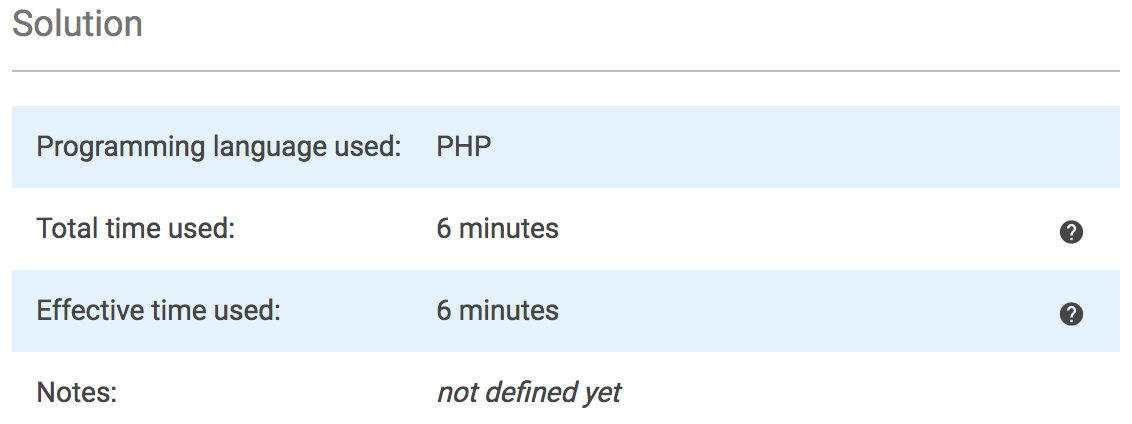 Solution
Programming language used: PHP
Total time used: 6 minutes
Effective time used: 6 minutes
Notes: not defined yet